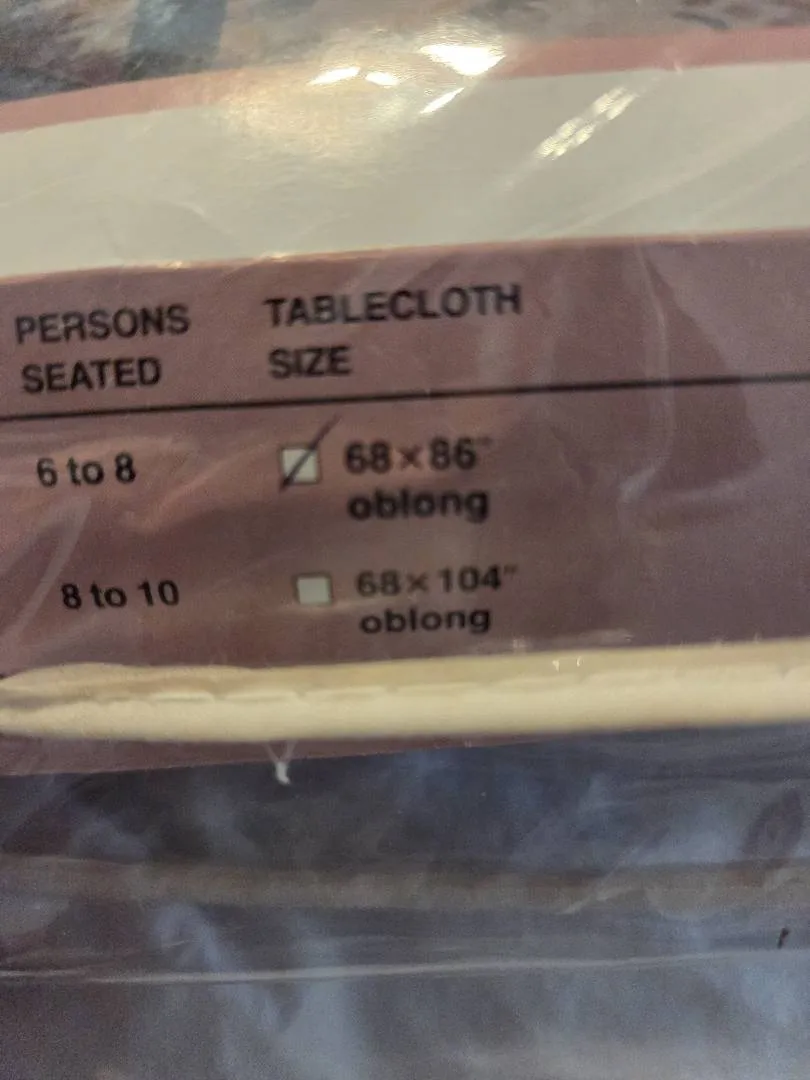 PERSONS TABLECLOTH
SEATED SIZE
6 to 8 68×86"
oblong
8 to 10 68×104"
oblong